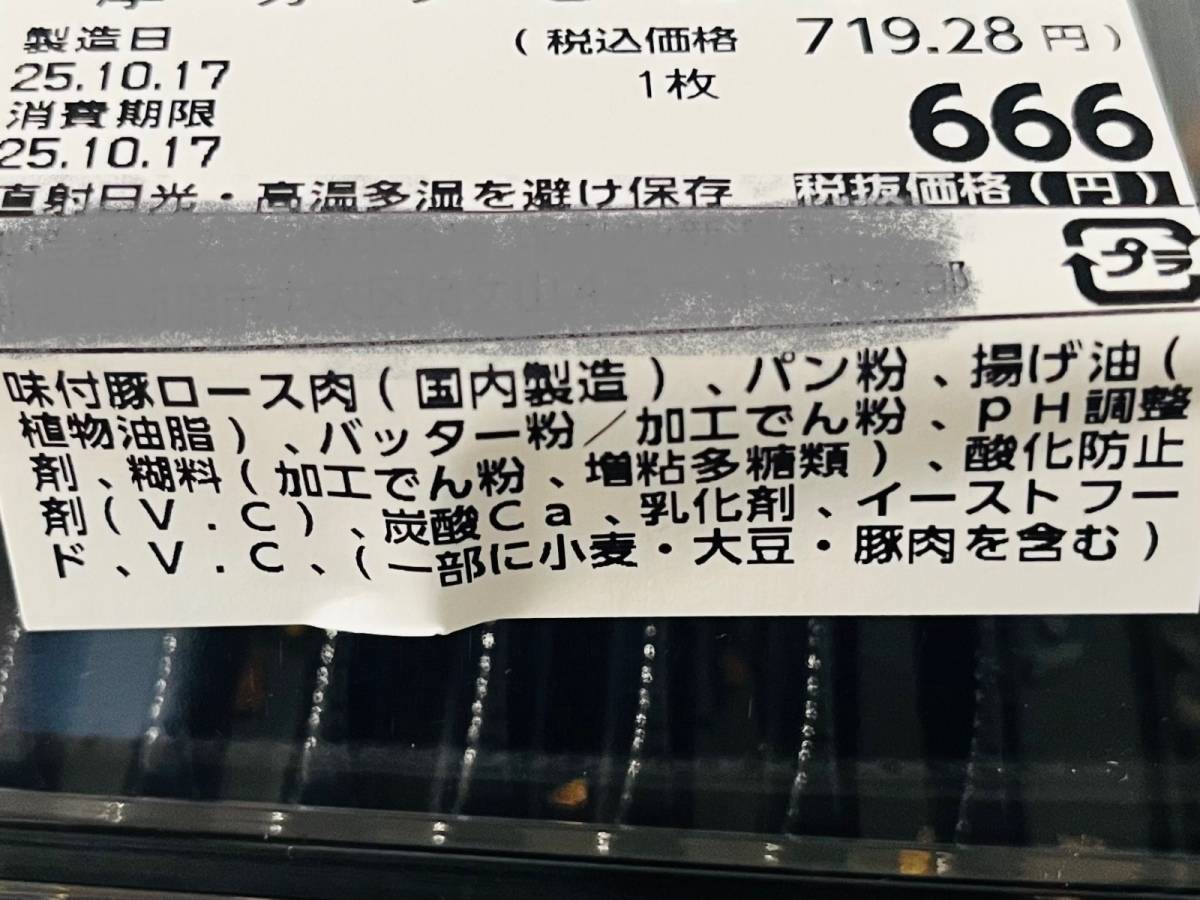 製造日 (税込価格 719.28円)
25.10.17 1枚
消費期限 666
25.10.17
直射日光・高温多湿を避け保存 税抜価格(円)
プラ
味付豚ロース肉(国内製造)、パン粉、揚げ油(
植物油脂)、バッター粉/加工でん粉、pH調整
剤、糊料(加工でん粉、増粘多糖類)、酸化防止
剤(V.C)、炭酸Ca、乳化剤、イーストフー
ド、V.C、(一部に小麦・大豆・豚肉を含む)